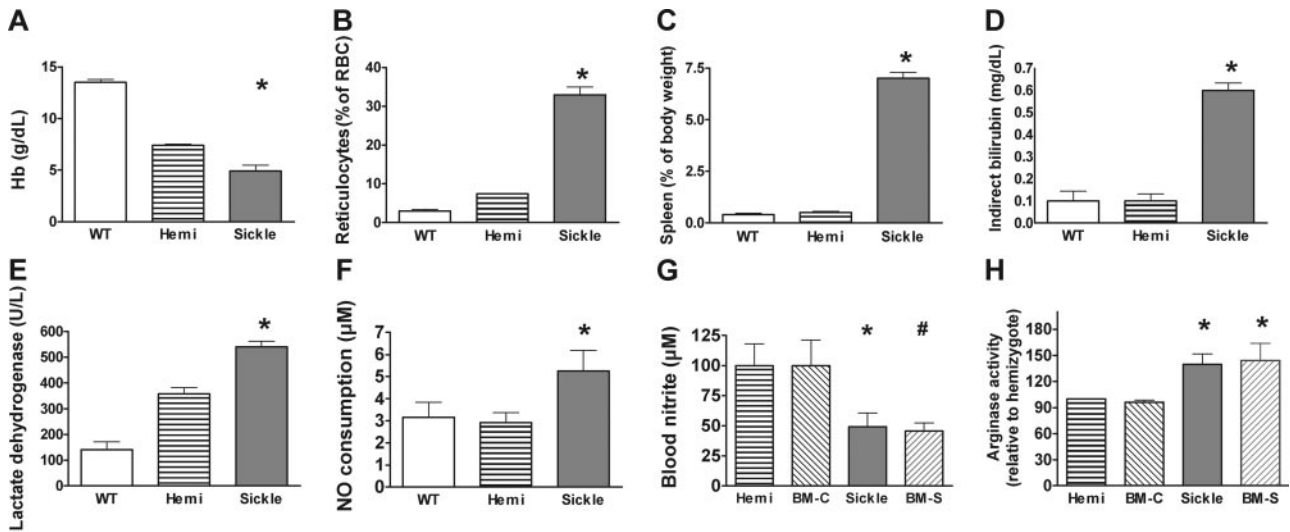 A
Hb (g/dL)
15
10
5
0
WT Hemi Sickle
*
B
Reticulocytes (% of RBC)
40
30
20
10
0
WT Hemi Sickle
*
C
Spleen (% of body weight)
7.5
5.0
2.5
0.0
WT Hemi Sickle
*
D
Indirect bilirubin (mg/dL)
0.7
0.6
0.5
0.4
0.3
0.2
0.1
0.0
WT Hemi Sickle
*
E
Lactate dehydrogenase (U/L)
600
500
400
300
200
100
0
WT Hemi Sickle
*
F
NO consumption (µM)
7
6
5
4
3
2
1
0
WT Hemi Sickle
*
G
Blood nitrite (µM)
125
100
75
50
25
0
Hemi BM-C Sickle BM-S
* #
H
Arginase activity
(relative to hemizygote)
180
150
120
90
60
30
0
Hemi BM-C Sickle BM-S
* *